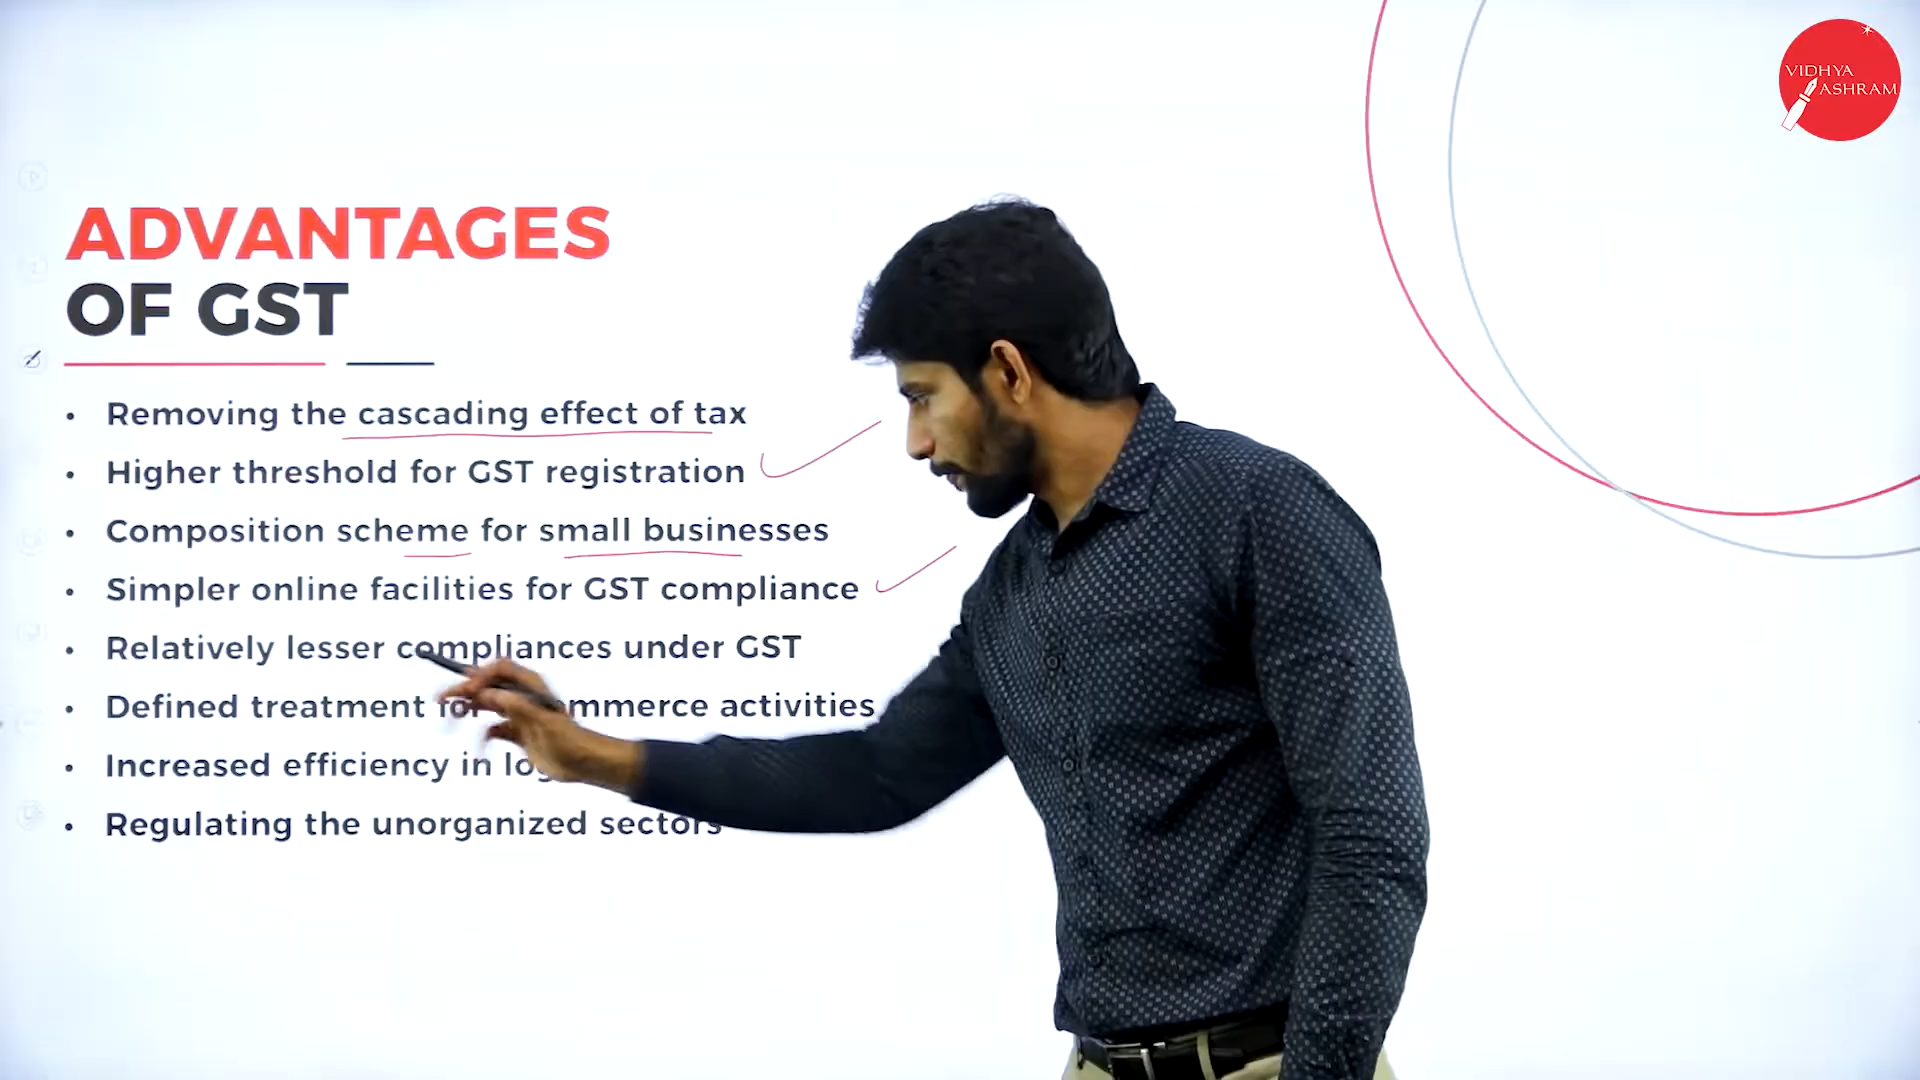 VIDHYA
ASHRAM
ADVANTAGES
OF GST
• Removing the cascading effect of tax
• Higher threshold for GST registration
• Composition scheme for small businesses
• Simpler online facilities for GST compliance
• Relatively lesser compliances under GST
• Defined treatment for mmerce activities
• Increased efficiency in
• Regulating the unorganized sectors